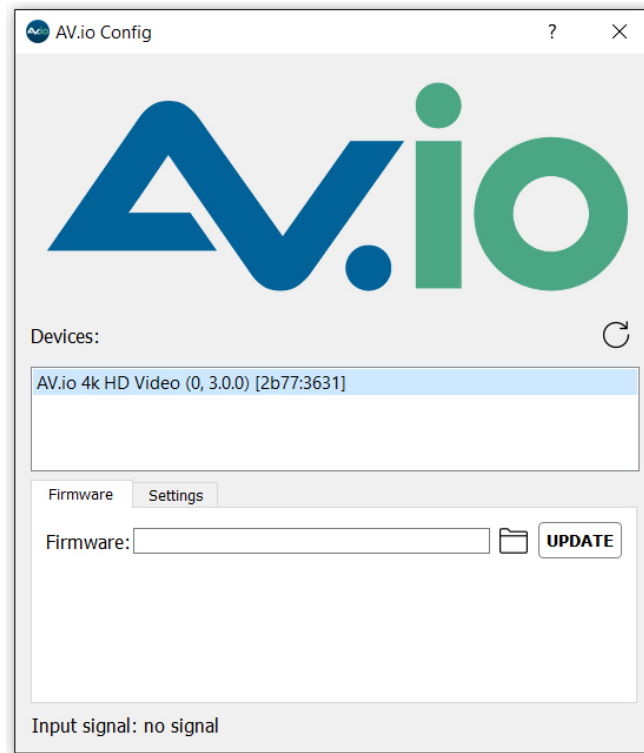 AV.io Config
AV.io
Devices:
AV.io 4k HD Video (0, 3.0.0) [2b77:3631]
Firmware Settings
Firmware: UPDATE
Input signal: no signal